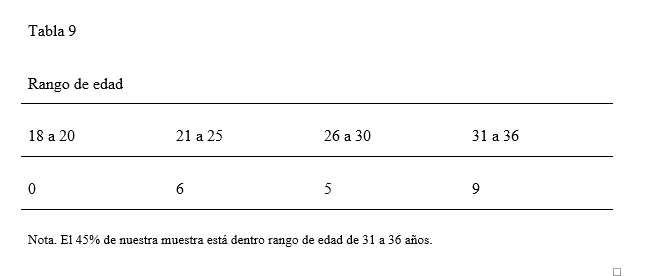 Tabla 9
Rango de edad
18 a 20 21 a 25 26 a 30 31 a 36
0 6 5 9
Nota. El 45% de nuestra muestra está dentro rango de edad de 31 a 36 años.